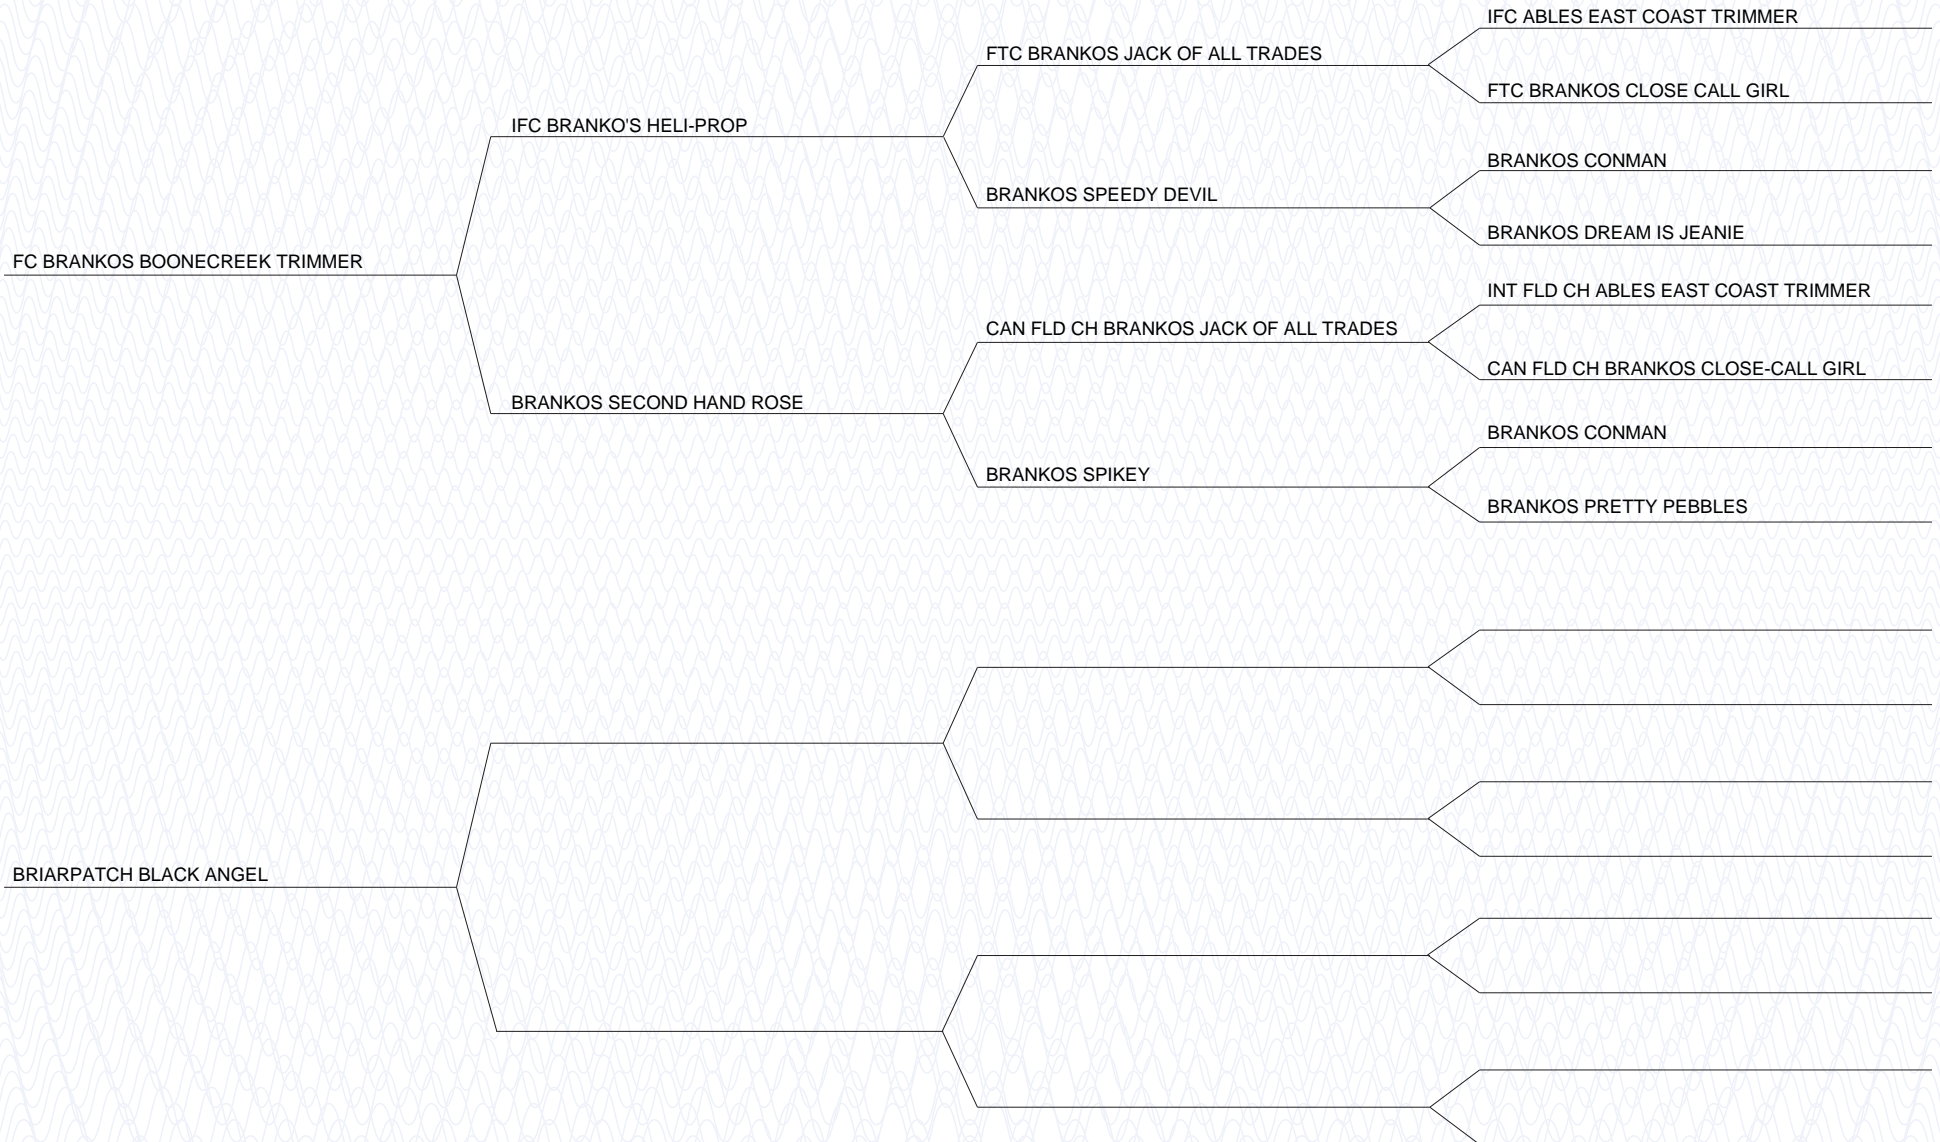 IFC ABLES EAST COAST TRIMMER
FTC BRANKOS JACK OF ALL TRADES
FTC BRANKOS CLOSE CALL GIRL
IFC BRANKO'S HELI-PROP
BRANKOS CONMAN
BRANKOS SPEEDY DEVIL
BRANKOS DREAM IS JEANIE
FC BRANKOS BOONECREEK TRIMMER
INT FLD CH ABLES EAST COAST TRIMMER
CAN FLD CH BRANKOS JACK OF ALL TRADES
CAN FLD CH BRANKOS CLOSE-CALL GIRL
BRANKOS SECOND HAND ROSE
BRANKOS CONMAN
BRANKOS SPIKEY
BRANKOS PRETTY PEBBLES
BRIARPATCH BLACK ANGEL